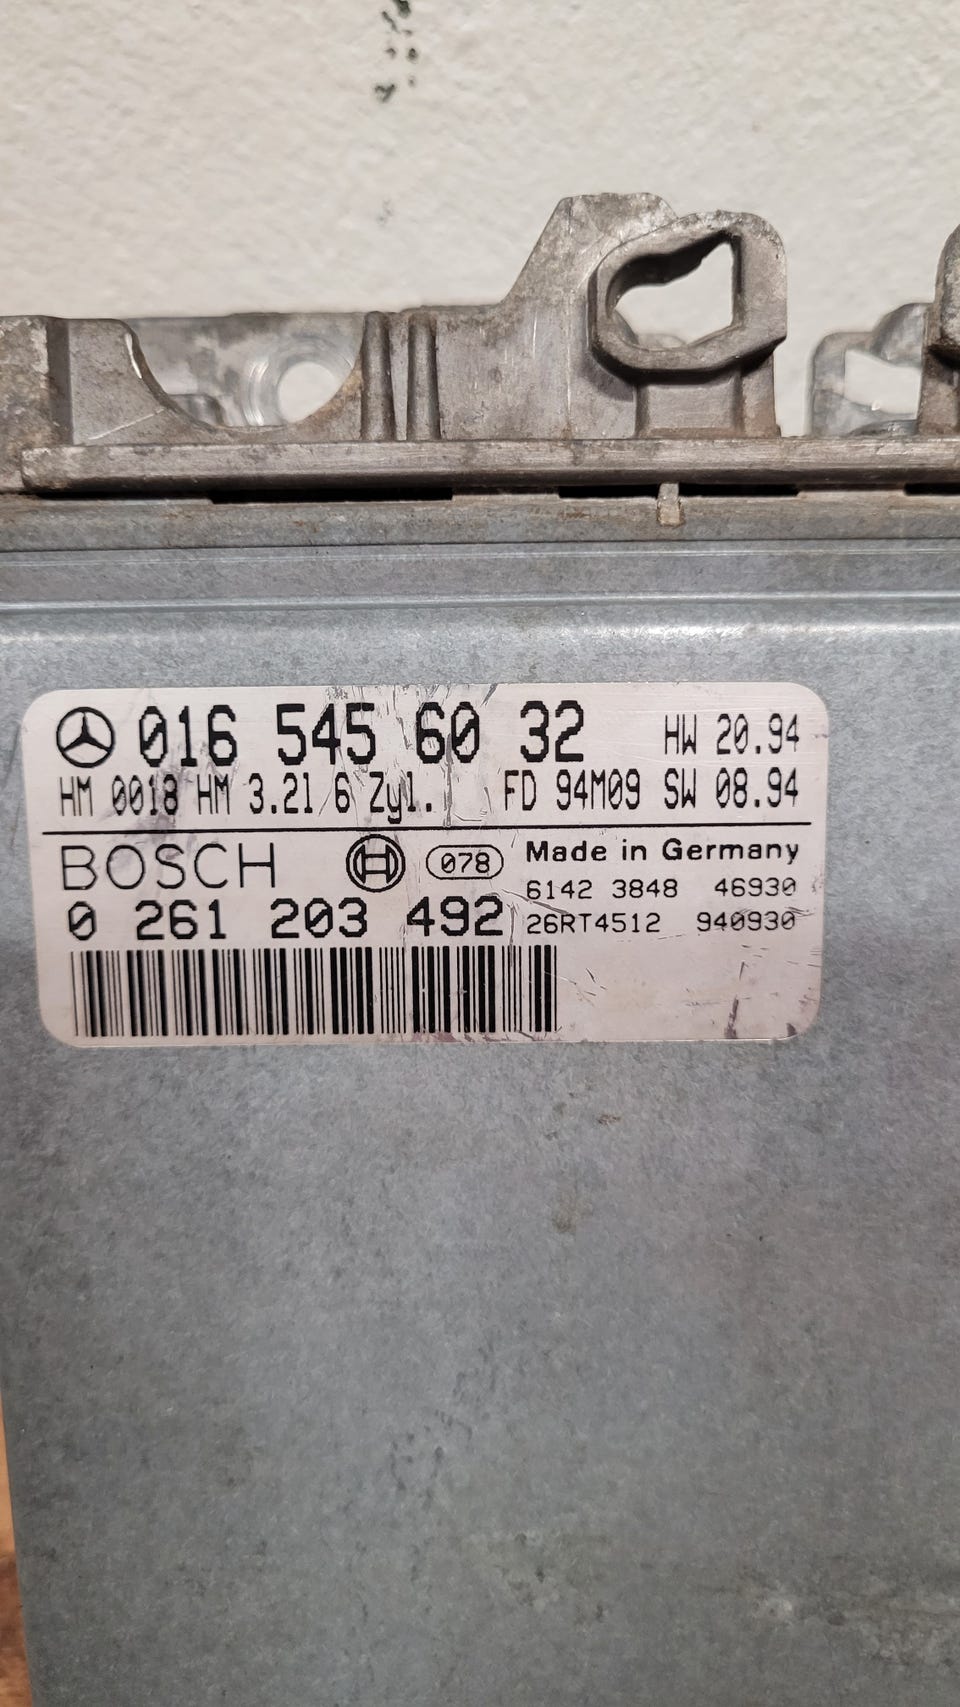 016 545 60 32 HW 20.94
HM 0018 HM 3.2l 6 Zyl. FD 94M09 SW 08.94
BOSCH 078 Made in Germany
6142 3848 46930
0 261 203 492 26RT4512 940930